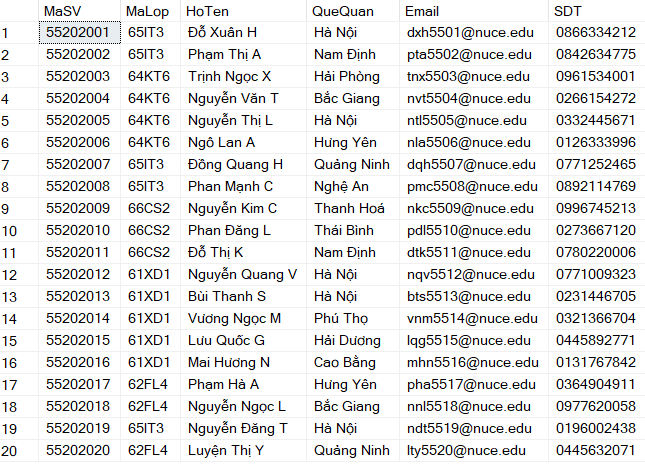 MaSV MaLop HoTen QueQuan Email SDT
1 55202001 65IT3 Đỗ Xuân H Hà Nội dxh5501@nuce.edu 0866334212
2 55202002 65IT3 Phạm Thị A Nam Định pta5502@nuce.edu 0842634775
3 55202003 64KT6 Trịnh Ngọc X Hải Phòng tnx5503@nuce.edu 0961534001
4 55202004 64KT6 Nguyễn Văn T Bắc Giang nvt5504@nuce.edu 0266154272
5 55202005 64KT6 Nguyễn Thị L Hà Nội ntl5505@nuce.edu 0332445671
6 55202006 64KT6 Ngô Lan A Hưng Yên nla5506@nuce.edu 0126333996
7 55202007 65IT3 Đồng Quang H Quảng Ninh dqh5507@nuce.edu 0771252465
8 55202008 65IT3 Phan Mạnh C Nghệ An pmc5508@nuce.edu 0892114769
9 55202009 66CS2 Nguyễn Kim C Thanh Hoá nkc5509@nuce.edu 0996745213
10 55202010 66CS2 Phan Đăng L Thái Bình pdl5510@nuce.edu 0273667120
11 55202011 66CS2 Đỗ Thị K Nam Định dtk5511@nuce.edu 0780220006
12 55202012 61XD1 Nguyễn Quang V Hà Nội nqv5512@nuce.edu 0771009323
13 55202013 61XD1 Bùi Thanh S Hà Nội bts5513@nuce.edu 0231446705
14 55202014 61XD1 Vương Ngọc M Phú Thọ vnm5514@nuce.edu 0321366704
15 55202015 61XD1 Lưu Quốc G Hải Dương lqg5515@nuce.edu 0445892771
16 55202016 61XD1 Mai Hương N Cao Bằng mhn5516@nuce.edu 0131767842
17 55202017 62FL4 Phạm Hà A Hưng Yên pha5517@nuce.edu 0364904911
18 55202018 62FL4 Nguyễn Ngọc L Bắc Giang nnl5518@nuce.edu 0977620058
19 55202019 65IT3 Nguyễn Đăng T Hà Nội ndt5519@nuce.edu 0196002438
20 55202020 62FL4 Luyện Thị Y Quảng Ninh lty5520@nuce.edu 0445632071